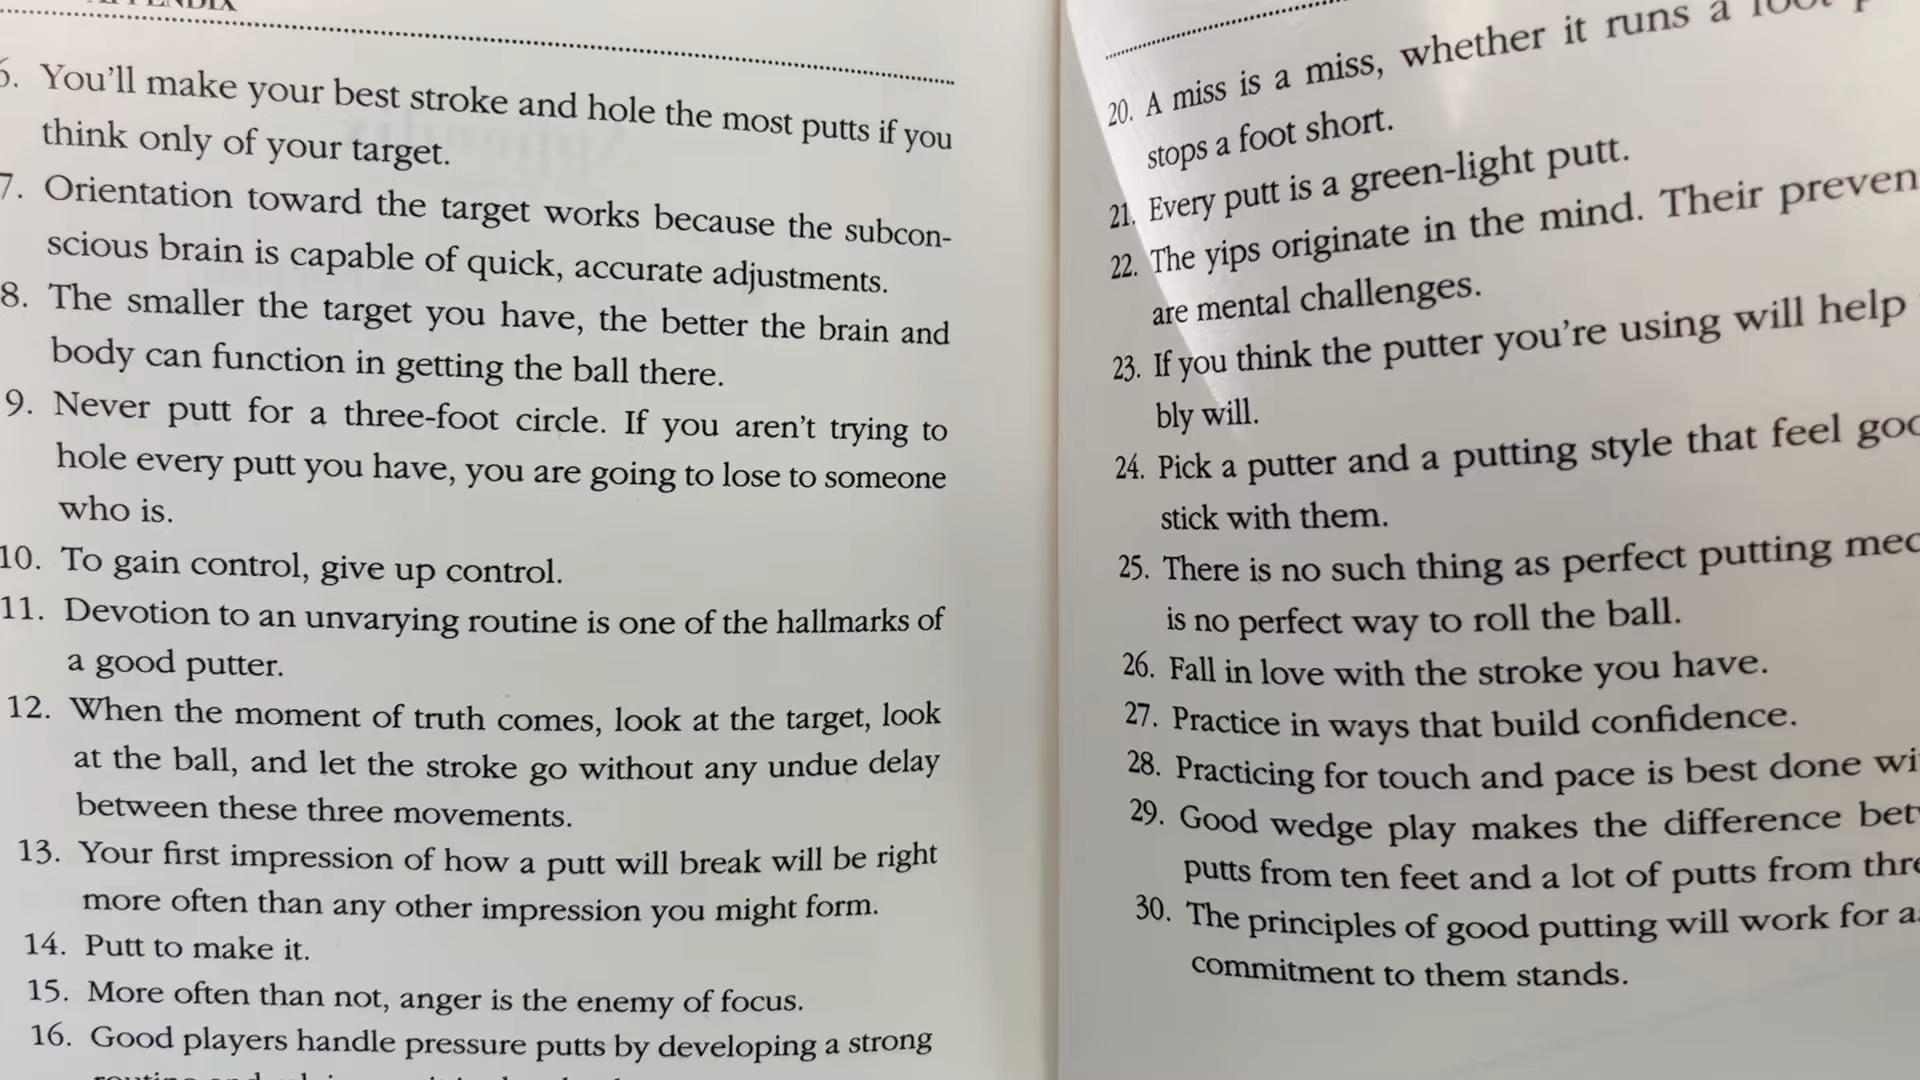 APPENDIX
6. You'll make your best stroke and hole the most putts if you
think only of your target.
7. Orientation toward the target works because the subcon-
scious brain is capable of quick, accurate adjustments.
8. The smaller the target you have, the better the brain and
body can function in getting the ball there.
9. Never putt for a three-foot circle. If you aren't trying to
hole every putt you have, you are going to lose to someone
who is.
10. To gain control, give up control.
11. Devotion to an unvarying routine is one of the hallmarks of
a good putter.
12. When the moment of truth comes, look at the target, look
at the ball, and let the stroke go without any undue delay
between these three movements.
13. Your first impression of how a putt will break will be right
more often than any other impression you might form.
14. Putt to make it.
15. More often than not, anger is the enemy of focus.
16. Good players handle pressure putts by developing a strong
20. A miss is a miss, whether it runs a foot
stops a foot short.
21. Every putt is a green-light putt.
22. The yips originate in the mind. Their preven
are mental challenges.
23. If you think the putter you're using will help
bly will.
24. Pick a putter and a putting style that feel goo
stick with them.
25. There is no such thing as perfect putting mec
is no perfect way to roll the ball.
26. Fall in love with the stroke you have.
27. Practice in ways that build confidence.
28. Practicing for touch and pace is best done wi
29. Good wedge play makes the difference bet
putts from ten feet and a lot of putts from thre
30. The principles of good putting will work for a
commitment to them stands.